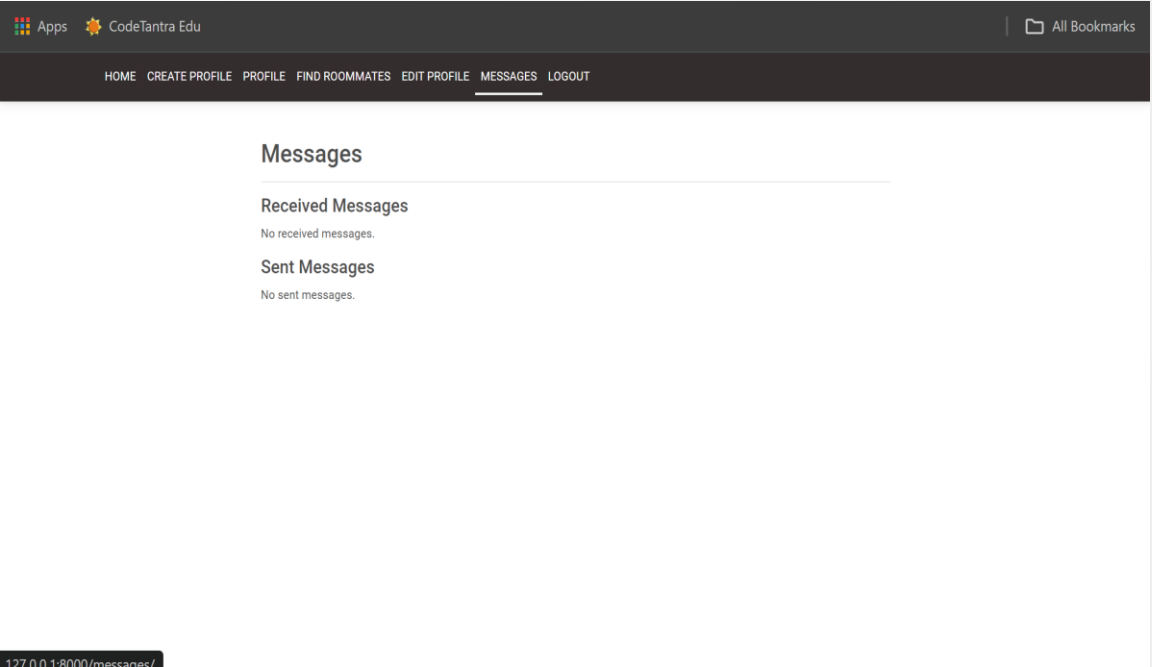 Apps CodeTantra Edu All Bookmarks
HOME CREATE PROFILE PROFILE FIND ROOMMATES EDIT PROFILE MESSAGES LOGOUT
Messages
Received Messages
No received messages.
Sent Messages
No sent messages.
127.0.0.1:8000/messages/